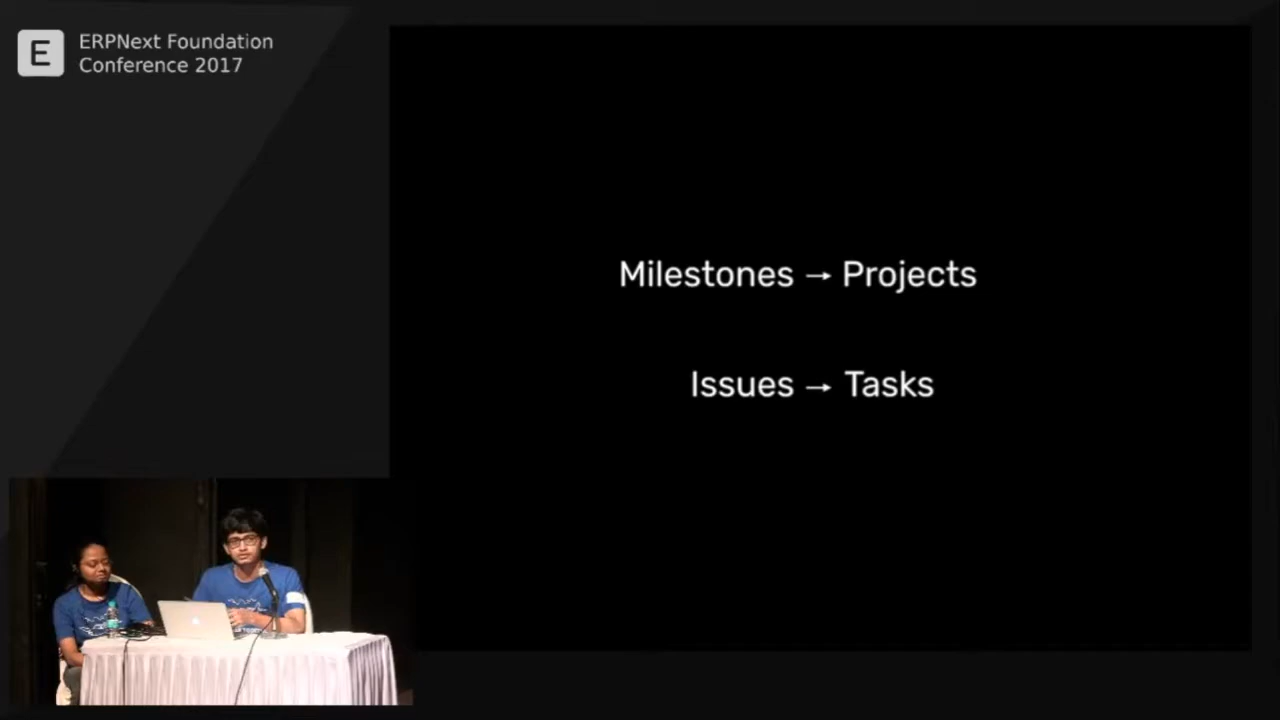 E
ERPNext Foundation
Conference 2017
Milestones → Projects
Issues → Tasks